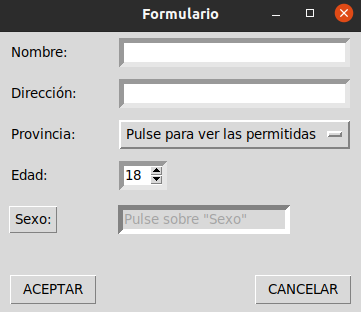 Formulario
Nombre:
Dirección:
Provincia: Pulse para ver las permitidas
Edad: 18
Sexo: Pulse sobre "Sexo"
ACEPTAR CANCELAR